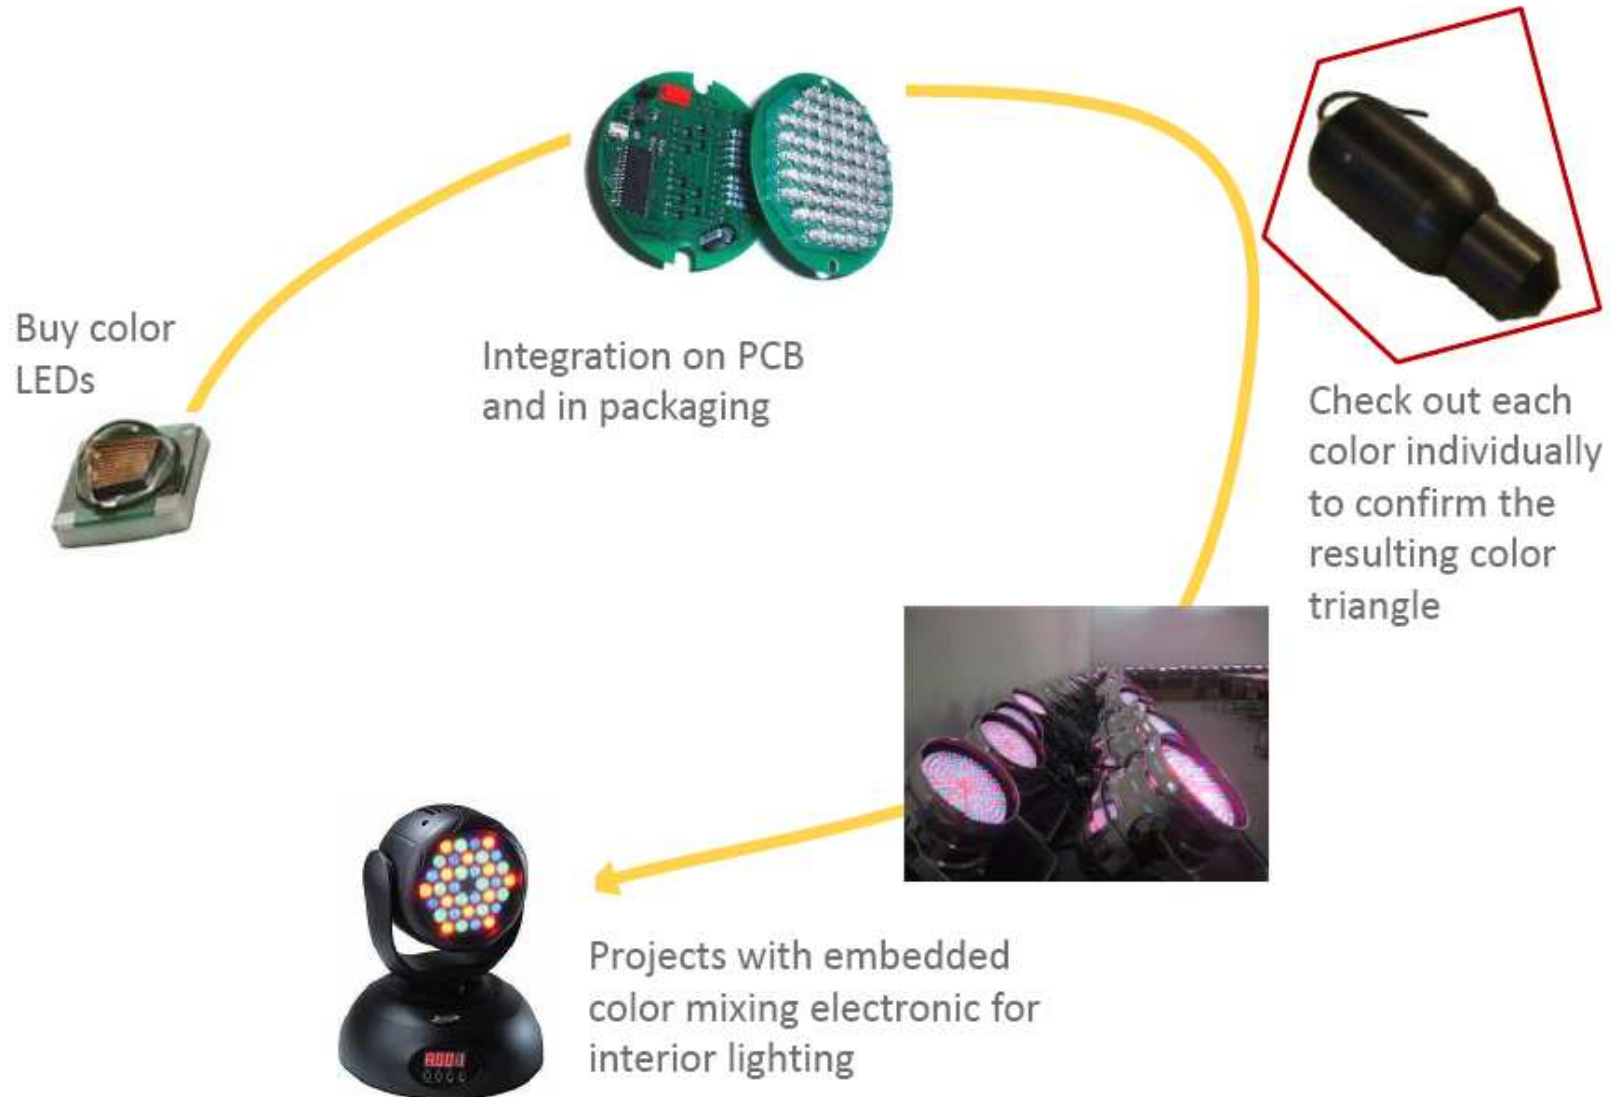 Buy color
LEDs
Integration on PCB
and in packaging
Check out each
color individually
to confirm the
resulting color
triangle
Projects with embedded
color mixing electronic for
interior lighting